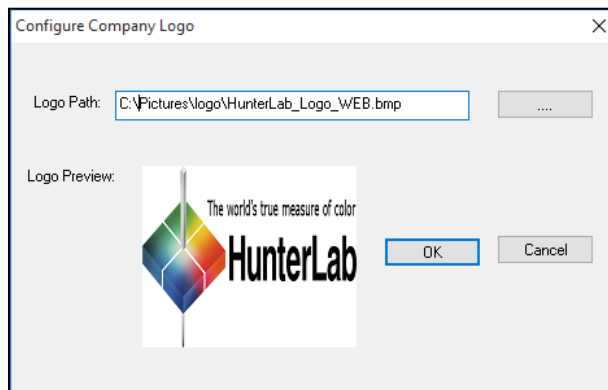 Configure Company Logo
Logo Path: C:\Pictures\logo\HunterLab_Logo_WEB.bmp ....
Logo Preview:
The world's true measure of color
HunterLab
OK Cancel